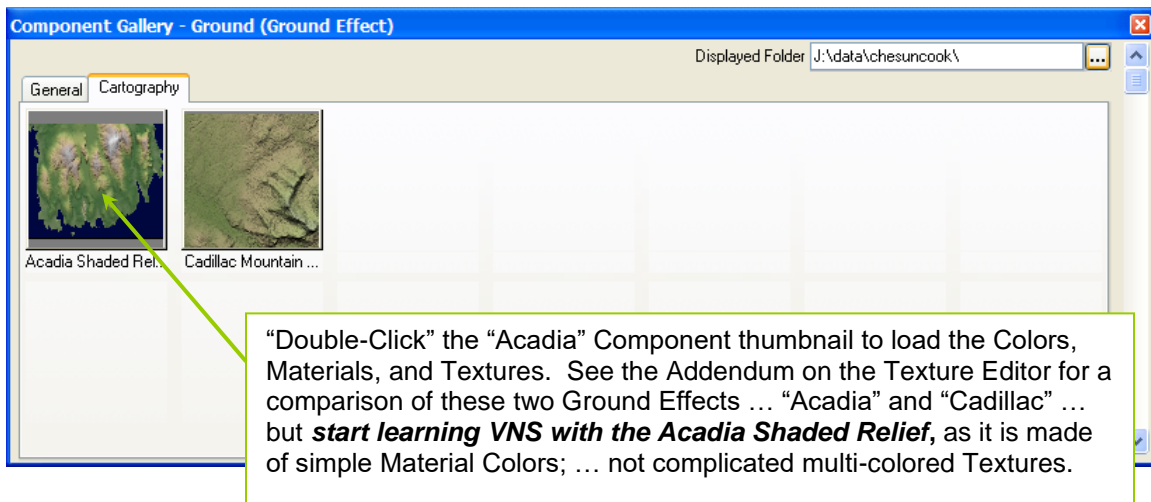 Component Gallery - Ground (Ground Effect)
Displayed Folder J:\data\chesuncook\ ...
General Cartography
Acadia Shaded Rel... Cadillac Mountain ...
“Double-Click” the “Acadia” Component thumbnail to load the Colors,
Materials, and Textures. See the Addendum on the Texture Editor for a
comparison of these two Ground Effects … “Acadia” and “Cadillac” …
but start learning VNS with the Acadia Shaded Relief, as it is made
of simple Material Colors; … not complicated multi-colored Textures.